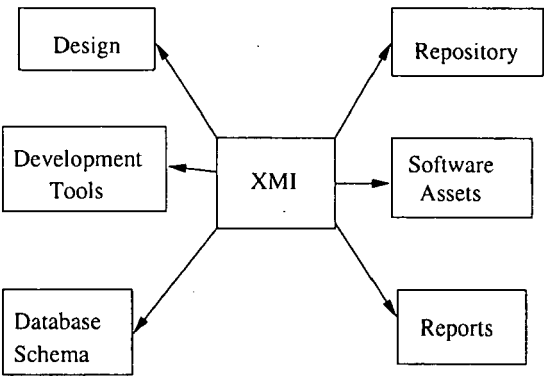 Design
Repository
Development
Tools
XMI
Software
Assets
Database
Schema
Reports